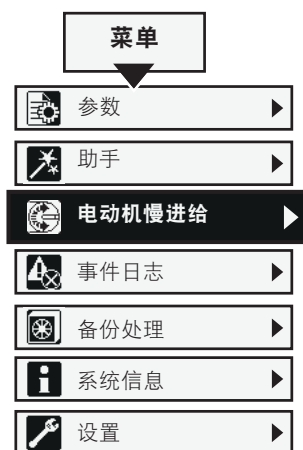 菜单
参数
助手
电动机慢进给
事件日志
备份处理
系统信息
设置